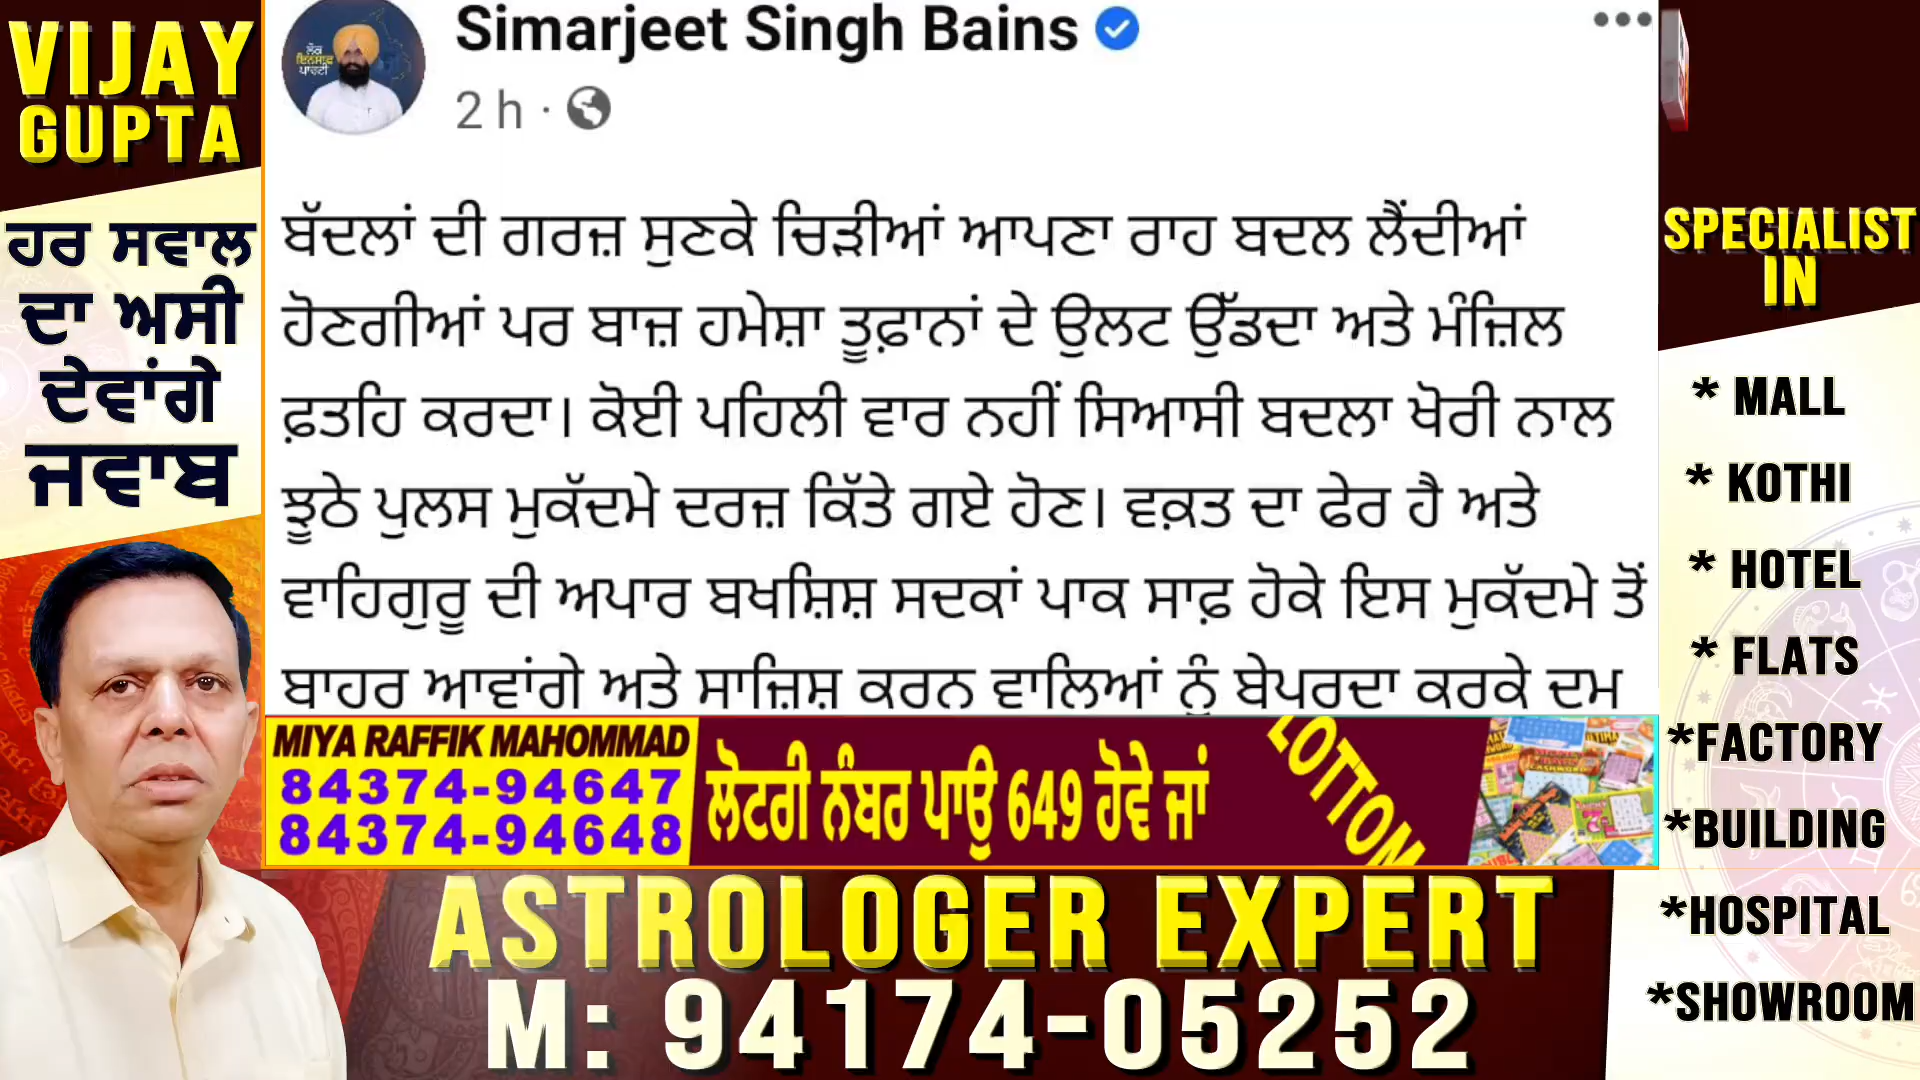 VIJAY
GUPTA
ਹਰ ਸਵਾਲ
ਦਾ ਅਸੀ
ਦੇਵਾਂਗੇ
ਜਵਾਬ
ਲੋਕ
ਇਨਸਾਫ਼
ਪਾਰਟੀ
Simarjeet Singh Bains
2 h ·
ਬੱਦਲਾਂ ਦੀ ਗਰਜ਼ ਸੁਣਕੇ ਚਿੜੀਆਂ ਆਪਣਾ ਰਾਹ ਬਦਲ ਲੈਂਦੀਆਂ
ਹੋਣਗੀਆਂ ਪਰ ਬਾਜ਼ ਹਮੇਸ਼ਾ ਤੂਫ਼ਾਨਾਂ ਦੇ ਉਲਟ ਉੱਡਦਾ ਅਤੇ ਮੰਜ਼ਿਲ
ਫ਼ਤਹਿ ਕਰਦਾ। ਕੋਈ ਪਹਿਲੀ ਵਾਰ ਨਹੀਂ ਸਿਆਸੀ ਬਦਲਾ ਖੋਰੀ ਨਾਲ
ਝੂਠੇ ਪੁਲਸ ਮੁਕੱਦਮੇ ਦਰਜ਼ ਕਿੱਤੇ ਗਏ ਹੋਣ। ਵਕ਼ਤ ਦਾ ਫੇਰ ਹੈ ਅਤੇ
ਵਾਹਿਗੁਰੂ ਦੀ ਅਪਾਰ ਬਖਸ਼ਿਸ਼ ਸਦਕਾਂ ਪਾਕ ਸਾਫ਼ ਹੋਕੇ ਇਸ ਮੁਕੱਦਮੇ ਤੋਂ
ਬਾਹਰ ਆਵਾਂਗੇ ਅਤੇ ਸਾਜ਼ਿਸ਼ ਕਰਨ ਵਾਲਿਆਂ ਨੂੰ ਬੇਪਰਦਾ ਕਰਕੇ ਦਮ
MIYA RAFFIK MAHOMMAD
84374-94647
84374-94648
ਲੋਟਰੀ ਨੰਬਰ ਪਾਉ 649 ਹੋਵੇ ਜਾਂ
LOTTOM
ASTROLOGER EXPERT
M: 94174-05252
SPECIALIST
IN
* MALL
* KOTHI
* HOTEL
* FLATS
*FACTORY
*BUILDING
*HOSPITAL
*SHOWROOM